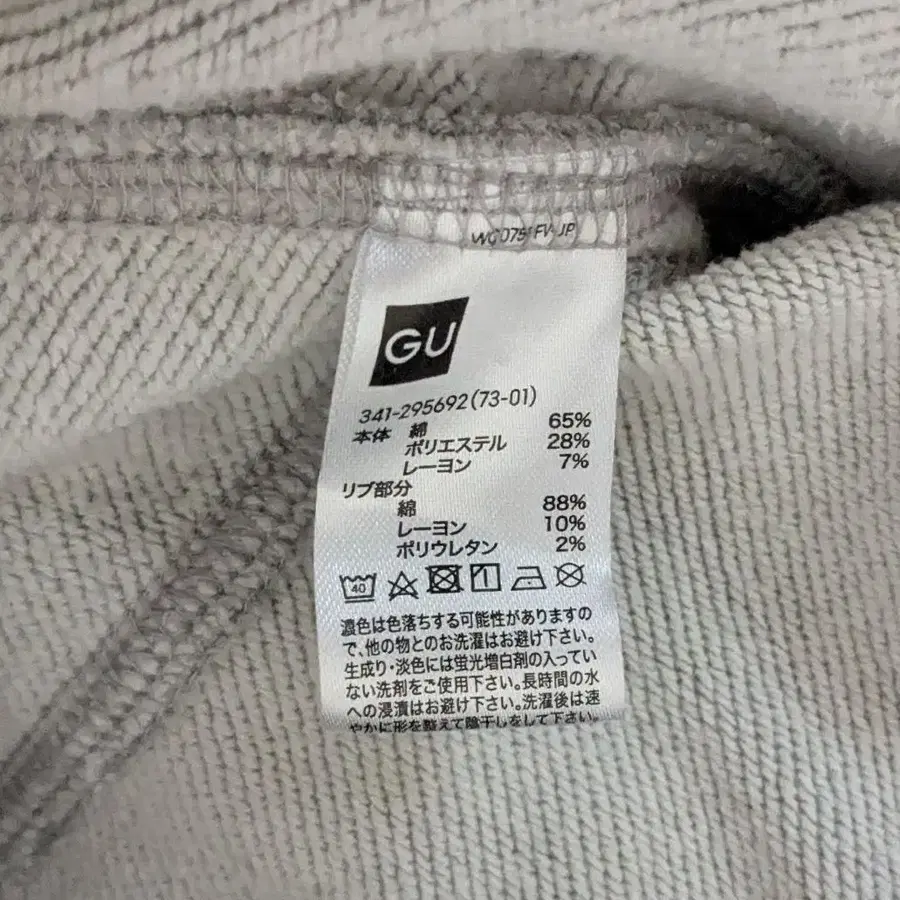 GU
341-295692(73-01)
本体 綿 65%
ポリエステル 28%
レーヨン 7%
リブ部分
綿 88%
レーヨン 10%
ポリウレタン 2%
40
濃色は色落ちする可能性がありますの
で、他の物とのお洗濯はお避け下さい。
生成り・淡色には蛍光増白剤の入ってい
ない洗剤をご使用下さい。長時間の水
への浸漬はお避け下さい。洗濯後は速
やかに形を整えて陰干しをして下さい。